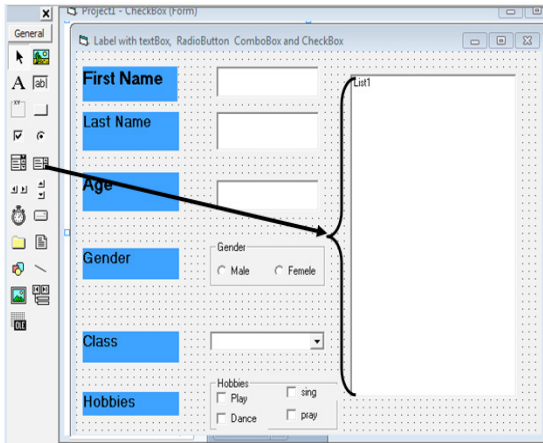 Project1 - CheckBox (Form)
General
Label with textBox, RadioButton ComboBox and CheckBox
A
ab
First Name
List1
Last Name
Age
Gender
Gender
Male
Femele
Class
OLE
Hobbies
Hobbies
Play
sing
Dance
pray